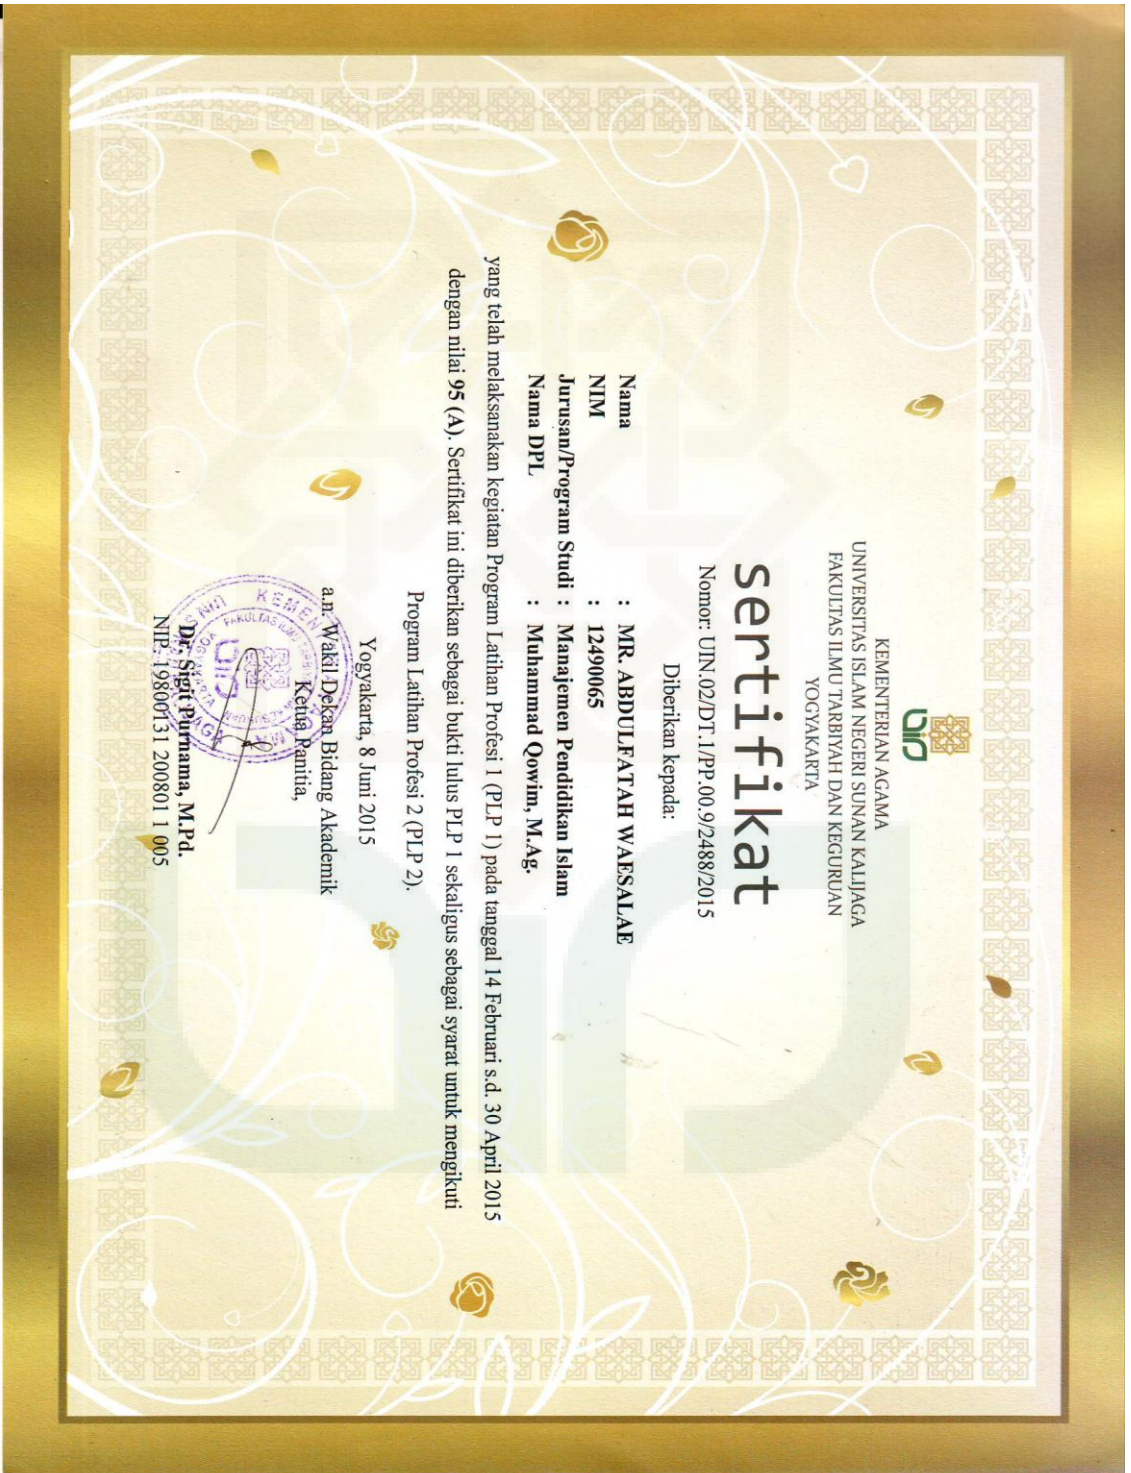 KEMENTERIAN AGAMA
UNIVERSITAS ISLAM NEGERI SUNAN KALIJAGA
FAKULTAS ILMU TARBIYAH DAN KEGURUAN
YOGYAKARTA
sertifikat
Nomor: UIN.02/DT.1/PP.00.9/2488/2015
Diberikan kepada:
Nama : MR. ABDULFATAH WAESALAE
NIM : 12490065
Jurusan/Program Studi : Manajemen Pendidikan Islam
Nama DPL : Muhammad Qowim, M.Ag.
yang telah melaksanakan kegiatan Program Latihan Profesi 1 (PLP 1) pada tanggal 14 Februari s.d. 30 April 2015
dengan nilai 95 (A). Sertifikat ini diberikan sebagai bukti lulus PLP 1 sekaligus sebagai syarat untuk mengikuti
Program Latihan Profesi 2 (PLP 2).
Yogyakarta, 8 Juni 2015
a.n. Wakil Dekan Bidang Akademik
Ketua Panitia,
Dr. Sigit Purnama, M.Pd.
NIP. 19800131 200801 1 005